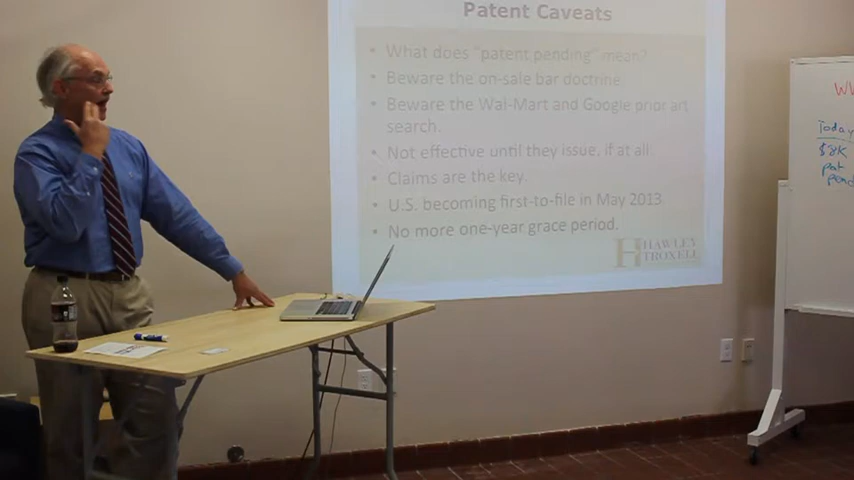 Patent Caveats
• What does "patent pending" mean?
• Beware the on-sale bar doctrine
• Beware the Wal-Mart and Google prior art
search.
• Not effective until they issue, if at all.
• Claims are the key.
• U.S. becoming first-to-file in May 2013
• No more one-year grace period.
H HAWLEY
TROXELL
Today
$8K
pat
pend